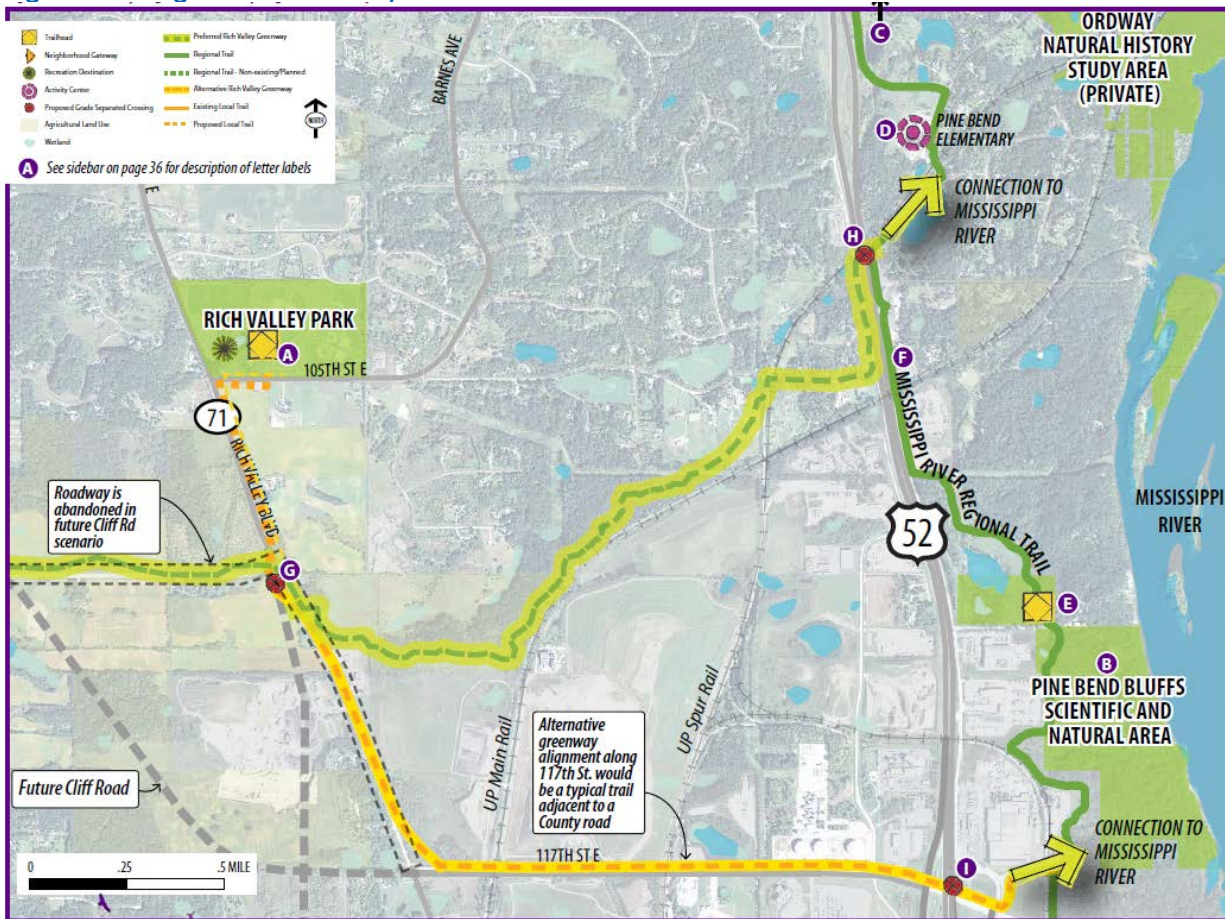 Trailhead
Neighborhood Gateway
Recreation Destination
Activity Center
Proposed Grade Separated Crossing
Agricultural Land Use
Wetland
Preferred Rich Valley Greenway
Regional Trail
Regional Trail - Non-existing/Planned
Alternative Rich Valley Greenway
Existing Local Trail
Proposed Local Trail
NORTH
A See sidebar on page 36 for description of letter labels
E
BARNES AVE
C
ORDWAY
NATURAL HISTORY
STUDY AREA
(PRIVATE)
D
PINE BEND
ELEMENTARY
CONNECTION TO
MISSISSIPPI
RIVER
H
RICH VALLEY PARK
A
105TH ST E
71
RICH VALLEY BLVD
F
MISSISSIPPI RIVER REGIONAL TRAIL
52
MISSISSIPPI
RIVER
Roadway is
abandoned in
future Cliff Rd
scenario
G
E
B
PINE BEND BLUFFS
SCIENTIFIC AND
NATURAL AREA
UP Main Rail
UP Spur Rail
Alternative
greenway
alignment along
117th St. would
be a typical trail
adjacent to a
County road
Future Cliff Road
117TH ST E
I
CONNECTION TO
MISSISSIPPI
RIVER
0 .25 .5 MILE